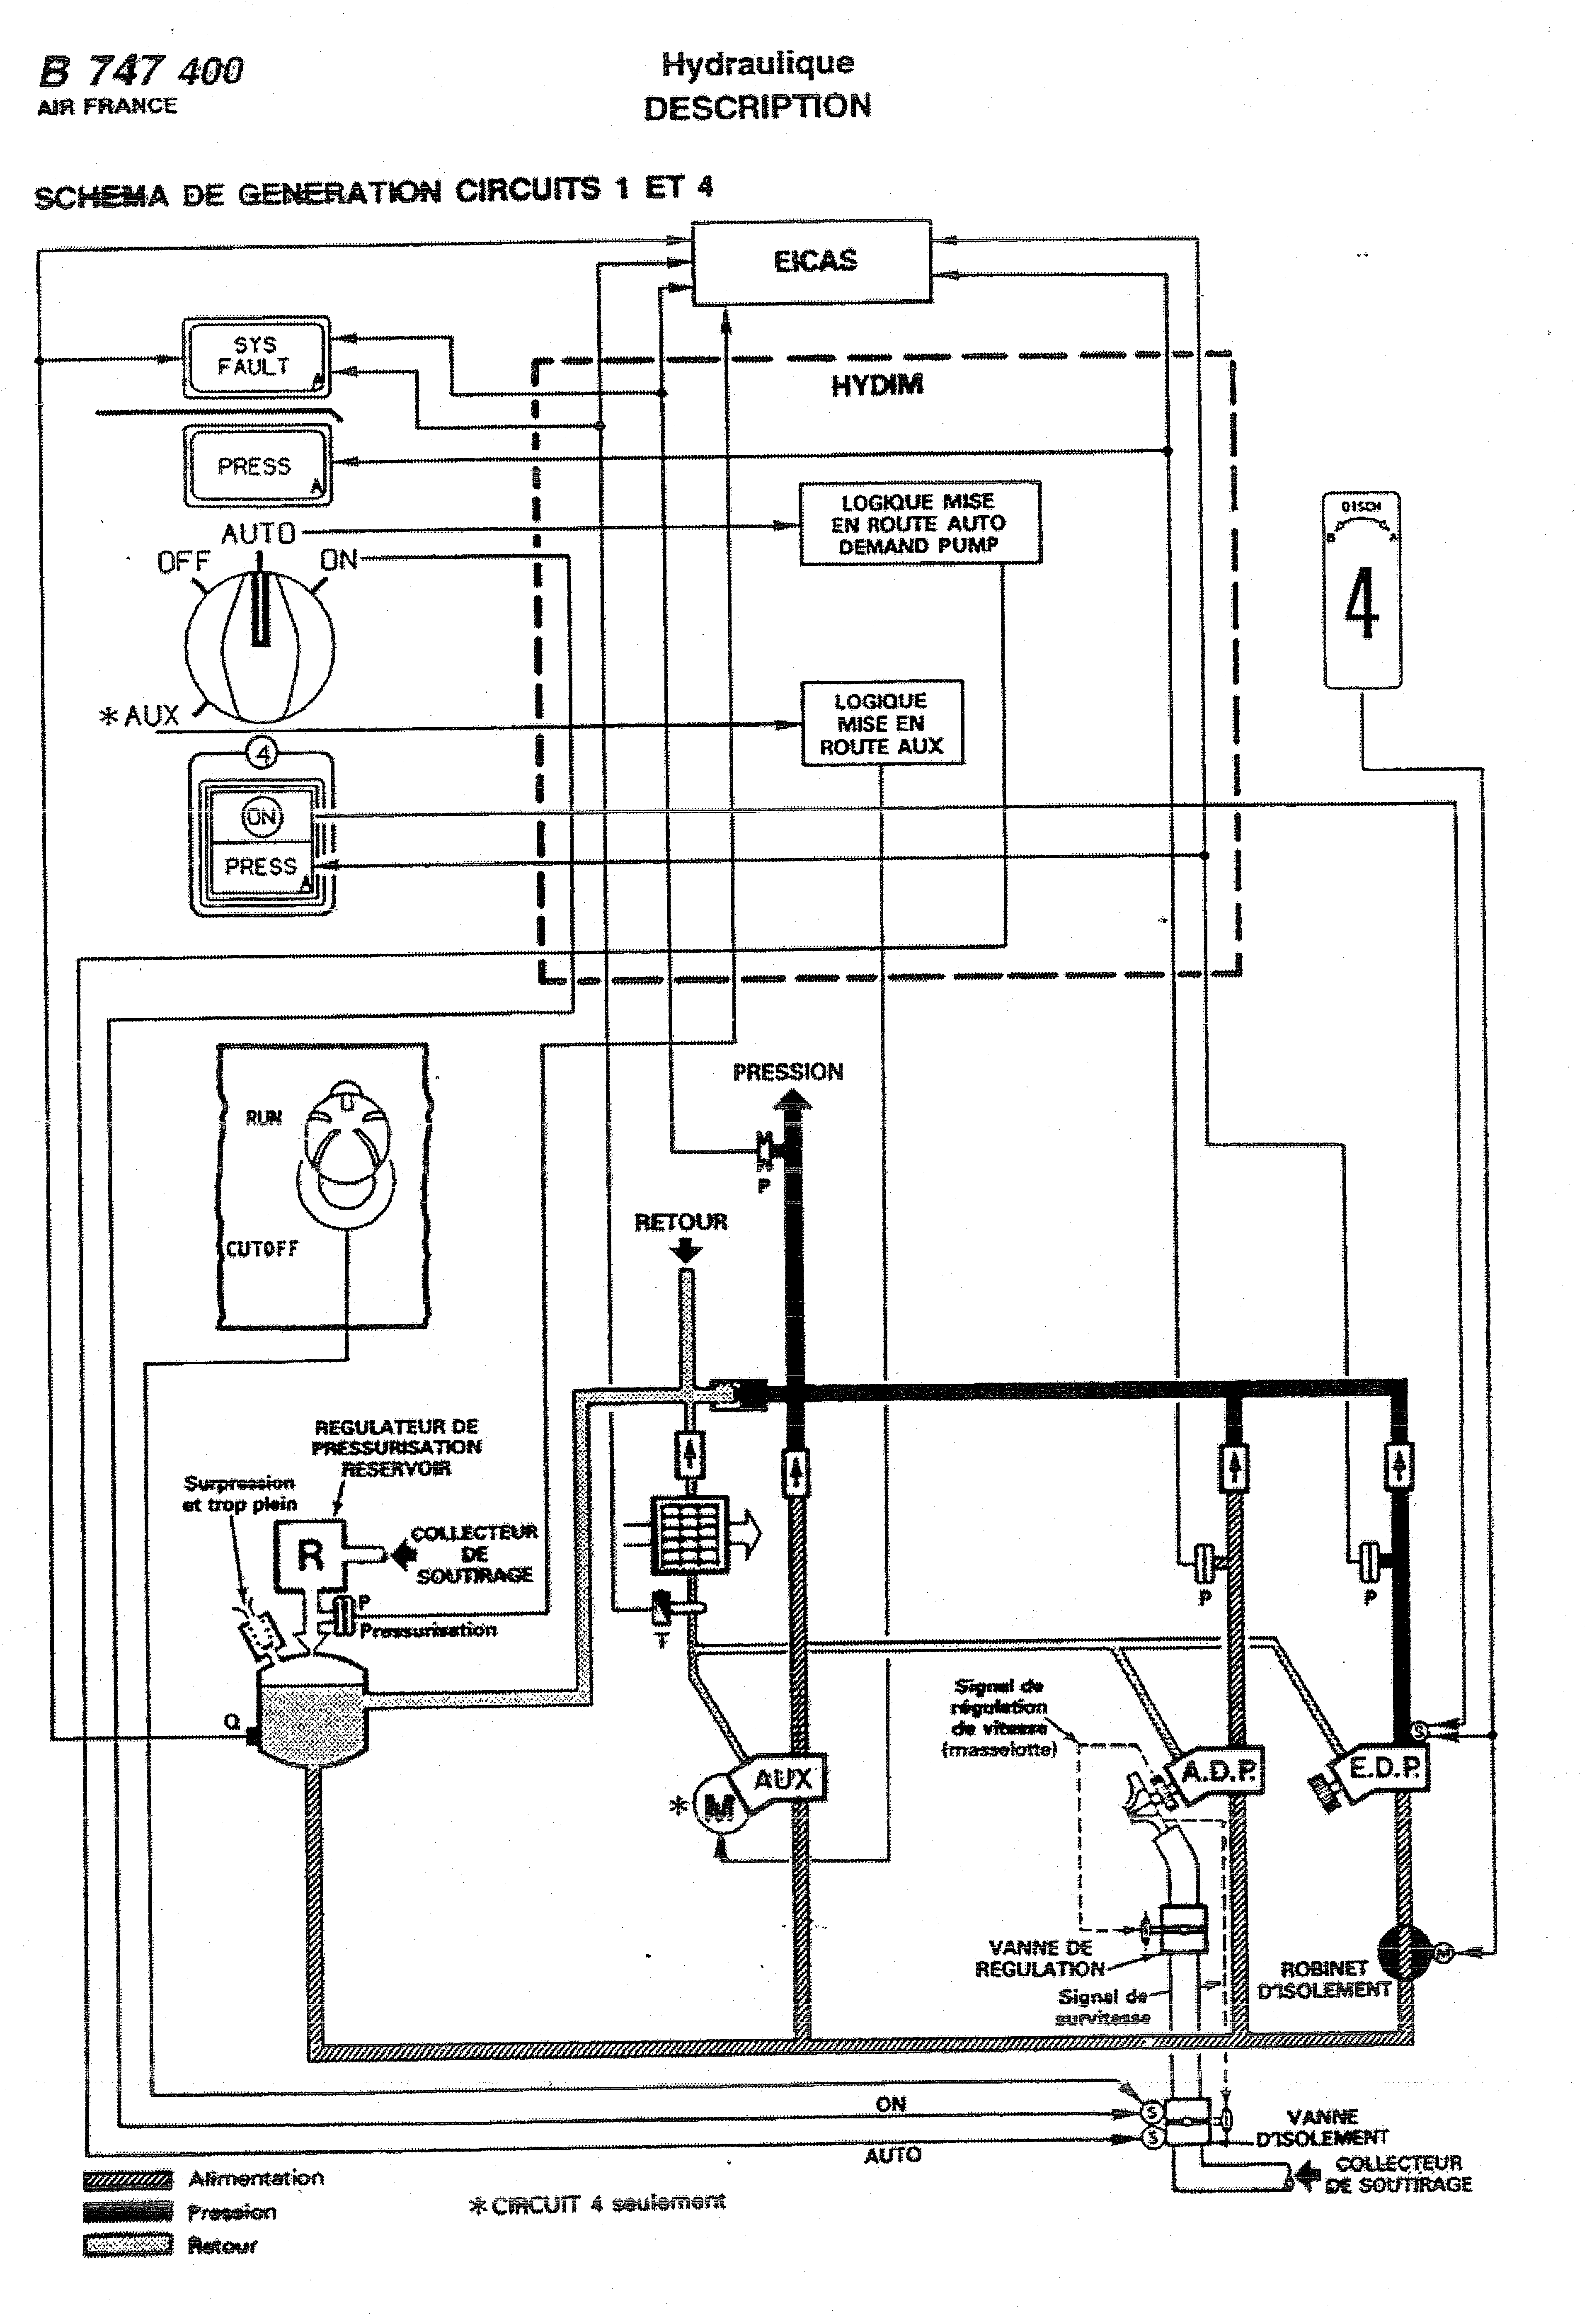 B 747 400
AIR FRANCE
Hydraulique
DESCRIPTION
SCHEMA DE GENERATION CIRCUITS 1 ET 4
EICAS
SYS
FAULT
A
HYDIM
PRESS
A
LOGIQUE MISE
EN ROUTE AUTO
DEMAND PUMP
DISCH
B A
4
AUTO
OFF
ON
*AUX
LOGIQUE
MISE EN
ROUTE AUX
4
ON
PRESS
A
RUN
CUTOFF
PRESSION
P
RETOUR
REGULATEUR DE
PRESSURISATION
RESERVOIR
Surpression
et trop plein
R
COLLECTEUR
DE
SOUTIRAGE
P
Pressurisation
T
P
P
Q
Signal de
régulation
de vitesse
(masselotte)
S
AUX
* M
A.D.P.
E.D.P.
VANNE DE
REGULATION
M
ROBINET
D'ISOLEMENT
Signal de
survitesse
ON
S
AUTO
S
VANNE
D'ISOLEMENT
COLLECTEUR
DE SOUTIRAGE
Alimentation
Pression
Retour
*CIRCUIT 4 seulement